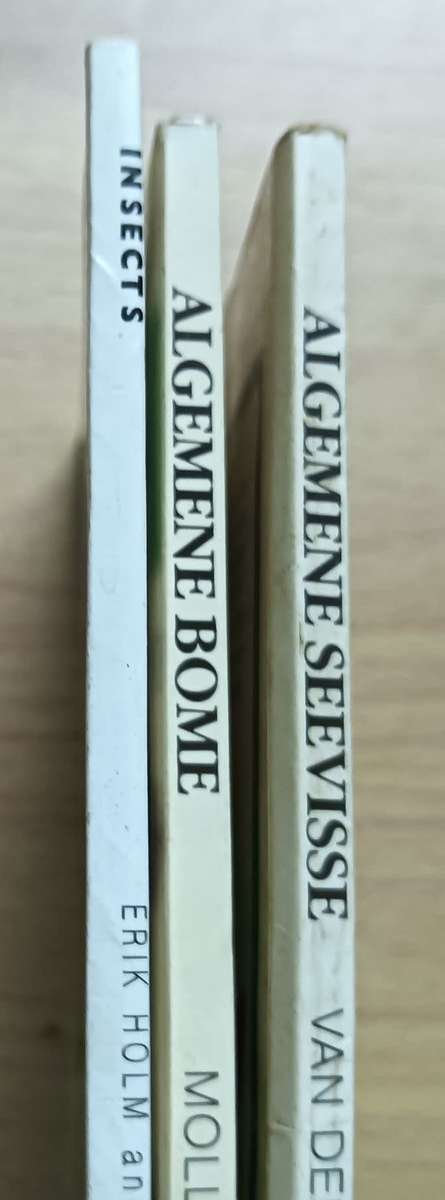 INSECTS
ERIK HOLM an
ALGEMENE BOME
MOLL
ALGEMENE SEEVISSE
VAN DE